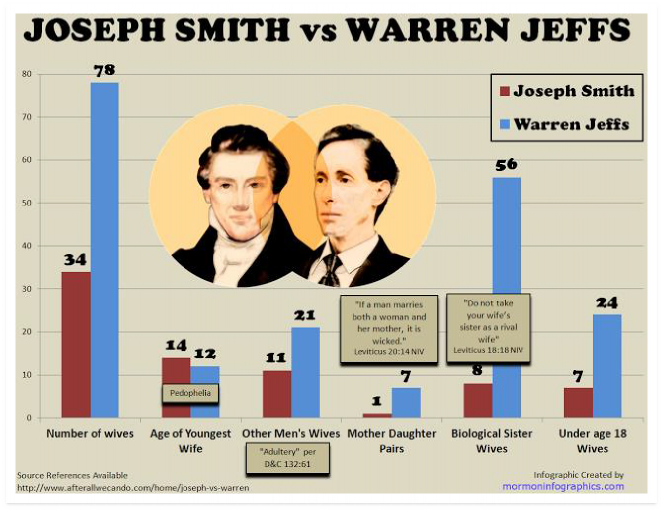 JOSEPH SMITH vs WARREN JEFFS
80
70
60
50
40
30
20
10
0
Joseph Smith
Warren Jeffs
34
78
14
12
11
21
1
7
8
56
7
24
"If a man marries
both a woman and
her mother, it is
wicked."
Leviticus 20:14 NIV
"Do not take
your wife's
sister as a rival
wife"
Leviticus 18:18 NIV
Pedophelia
Number of wives
Age of Youngest
Wife
Other Men's Wives
Mother Daughter
Pairs
Biological Sister
Wives
Under age 18
Wives
"Adultery" per
D&C 132:61
Source References Available
http://www.afterallwecando.com/home/joseph-vs-warren
Infographic Created by
mormoninfographics.com